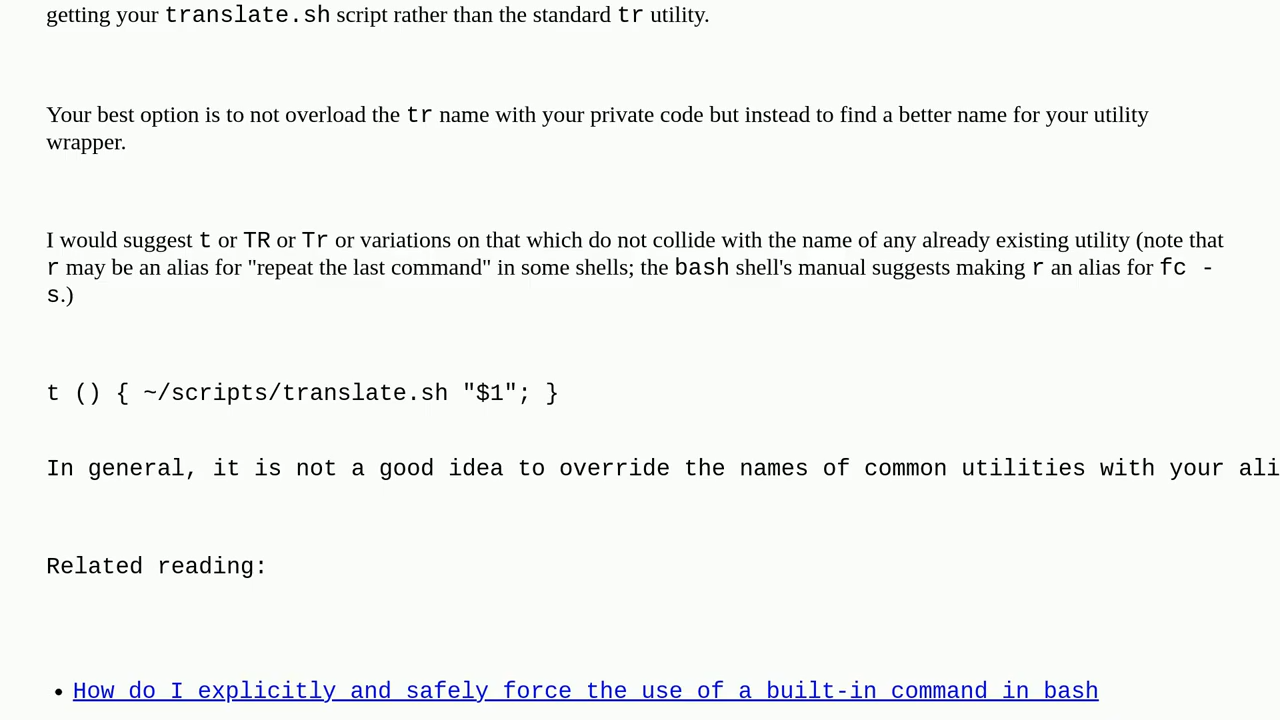 getting your translate.sh script rather than the standard tr utility.
Your best option is to not overload the tr name with your private code but instead to find a better name for your utility
wrapper.
I would suggest t or TR or Tr or variations on that which do not collide with the name of any already existing utility (note that
r may be an alias for "repeat the last command" in some shells; the bash shell's manual suggests making r an alias for fc -
s.)
t () { ~/scripts/translate.sh "$1"; }
In general, it is not a good idea to override the names of common utilities with your ali
Related reading:
• How do I explicitly and safely force the use of a built-in command in bash